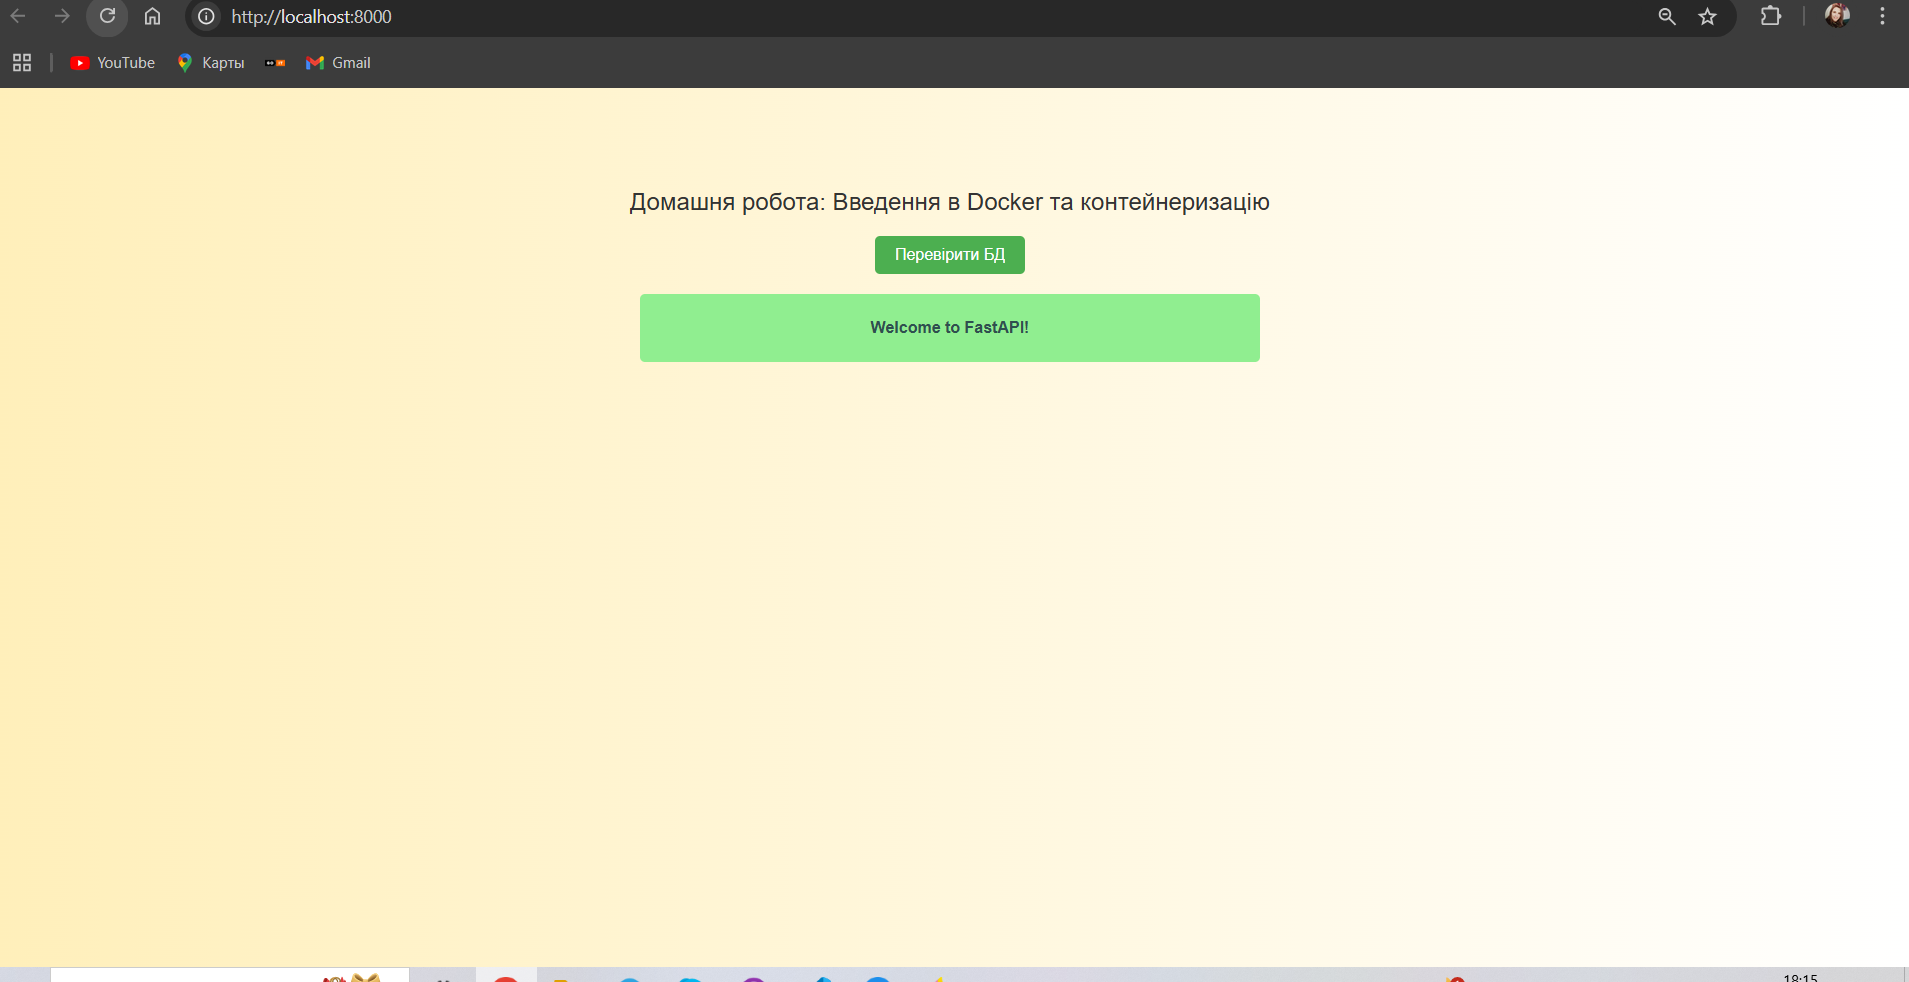 http://localhost:8000
YouTube Карты Gmail
Домашня робота: Введення в Docker та контейнеризацію
Перевірити БД
Welcome to FastAPI!
18:15